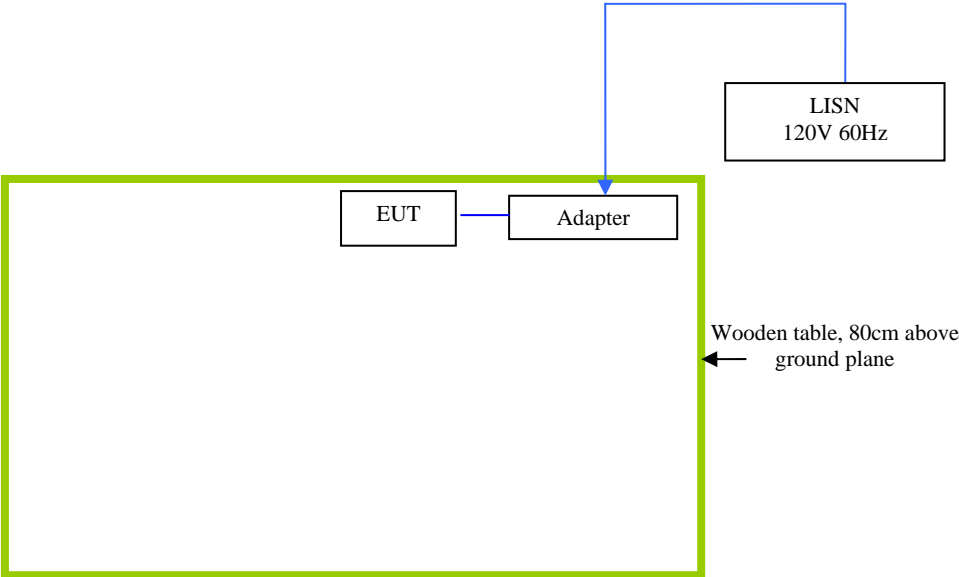 LISN
120V 60Hz
EUT
Adapter
Wooden table, 80cm above
ground plane